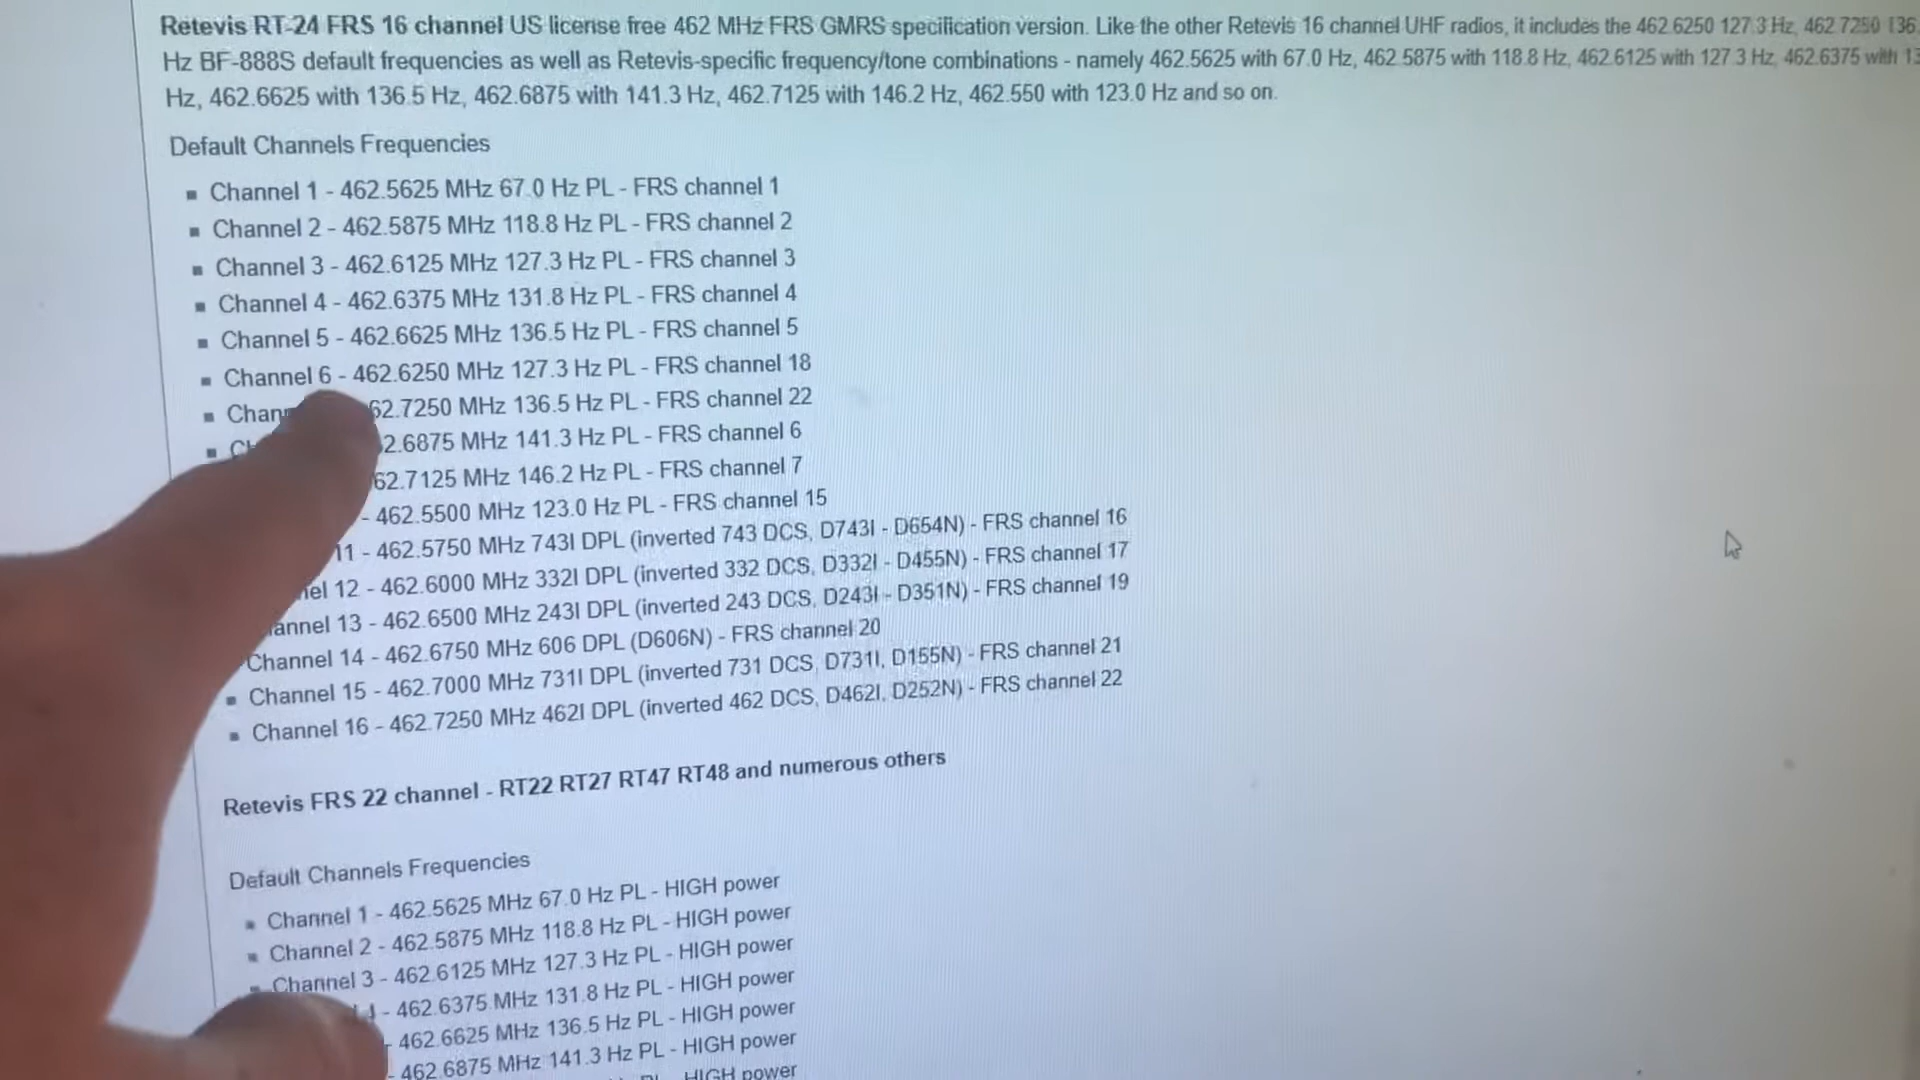 Retevis RT-24 FRS 16 channel US license free 462 MHz FRS GMRS specification version. Like the other Retevis 16 channel UHF radios, it includes the 462.6250 127.3 Hz, 462.7250 136.
Hz BF-888S default frequencies as well as Retevis-specific frequency/tone combinations - namely 462.5625 with 67.0 Hz, 462.5875 with 118.8 Hz, 462.6125 with 127.3 Hz, 462.6375 with 13
Hz, 462.6625 with 136.5 Hz, 462.6875 with 141.3 Hz, 462.7125 with 146.2 Hz, 462.550 with 123.0 Hz and so on.
Default Channels Frequencies
Channel 1 - 462.5625 MHz 67.0 Hz PL - FRS channel 1
Channel 2 - 462.5875 MHz 118.8 Hz PL - FRS channel 2
Channel 3 - 462.6125 MHz 127.3 Hz PL - FRS channel 3
Channel 4 - 462.6375 MHz 131.8 Hz PL - FRS channel 4
Channel 5 - 462.6625 MHz 136.5 Hz PL - FRS channel 5
Channel 6 - 462.6250 MHz 127.3 Hz PL - FRS channel 18
Chan 62.7250 MHz 136.5 Hz PL - FRS channel 22
Ch 2.6875 MHz 141.3 Hz PL - FRS channel 6
62.7125 MHz 146.2 Hz PL - FRS channel 7
- 462.5500 MHz 123.0 Hz PL - FRS channel 15
11 - 462.5750 MHz 743I DPL (inverted 743 DCS, D743I - D654N) - FRS channel 16
nel 12 - 462.6000 MHz 332I DPL (inverted 332 DCS, D332I - D455N) - FRS channel 17
annel 13 - 462.6500 MHz 243I DPL (inverted 243 DCS, D243I - D351N) - FRS channel 19
Channel 14 - 462.6750 MHz 606 DPL (D606N) - FRS channel 20
Channel 15 - 462.7000 MHz 731I DPL (inverted 731 DCS, D731I, D155N) - FRS channel 21
Channel 16 - 462.7250 MHz 462I DPL (inverted 462 DCS, D462I, D252N) - FRS channel 22
Retevis FRS 22 channel - RT22 RT27 RT47 RT48 and numerous others
Default Channels Frequencies
Channel 1 - 462.5625 MHz 67.0 Hz PL - HIGH power
Channel 2 - 462.5875 MHz 118.8 Hz PL - HIGH power
Channel 3 - 462.6125 MHz 127.3 Hz PL - HIGH power
4 - 462.6375 MHz 131.8 Hz PL - HIGH power
- 462.6625 MHz 136.5 Hz PL - HIGH power
- 462.6875 MHz 141.3 Hz PL - HIGH power
PL - HIGH power